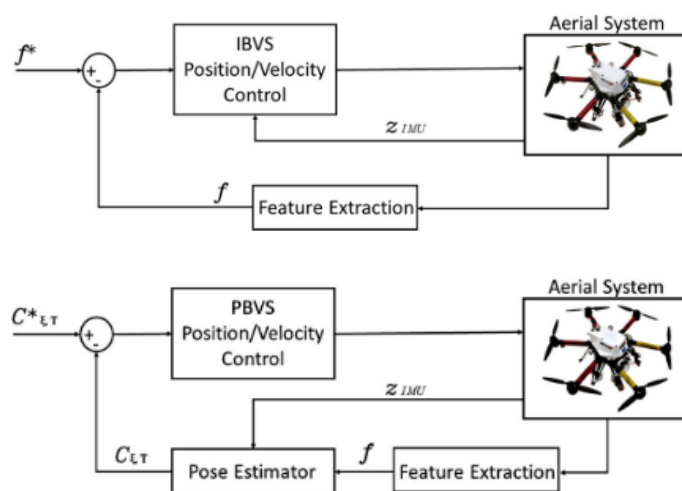 Aerial System
f*
+
-
IBVS
Position/Velocity
Control
z IMU
f
Feature Extraction
Aerial System
C*ξ,T
+
-
PBVS
Position/Velocity
Control
z IMU
Cξ,T
Pose Estimator
f
Feature Extraction